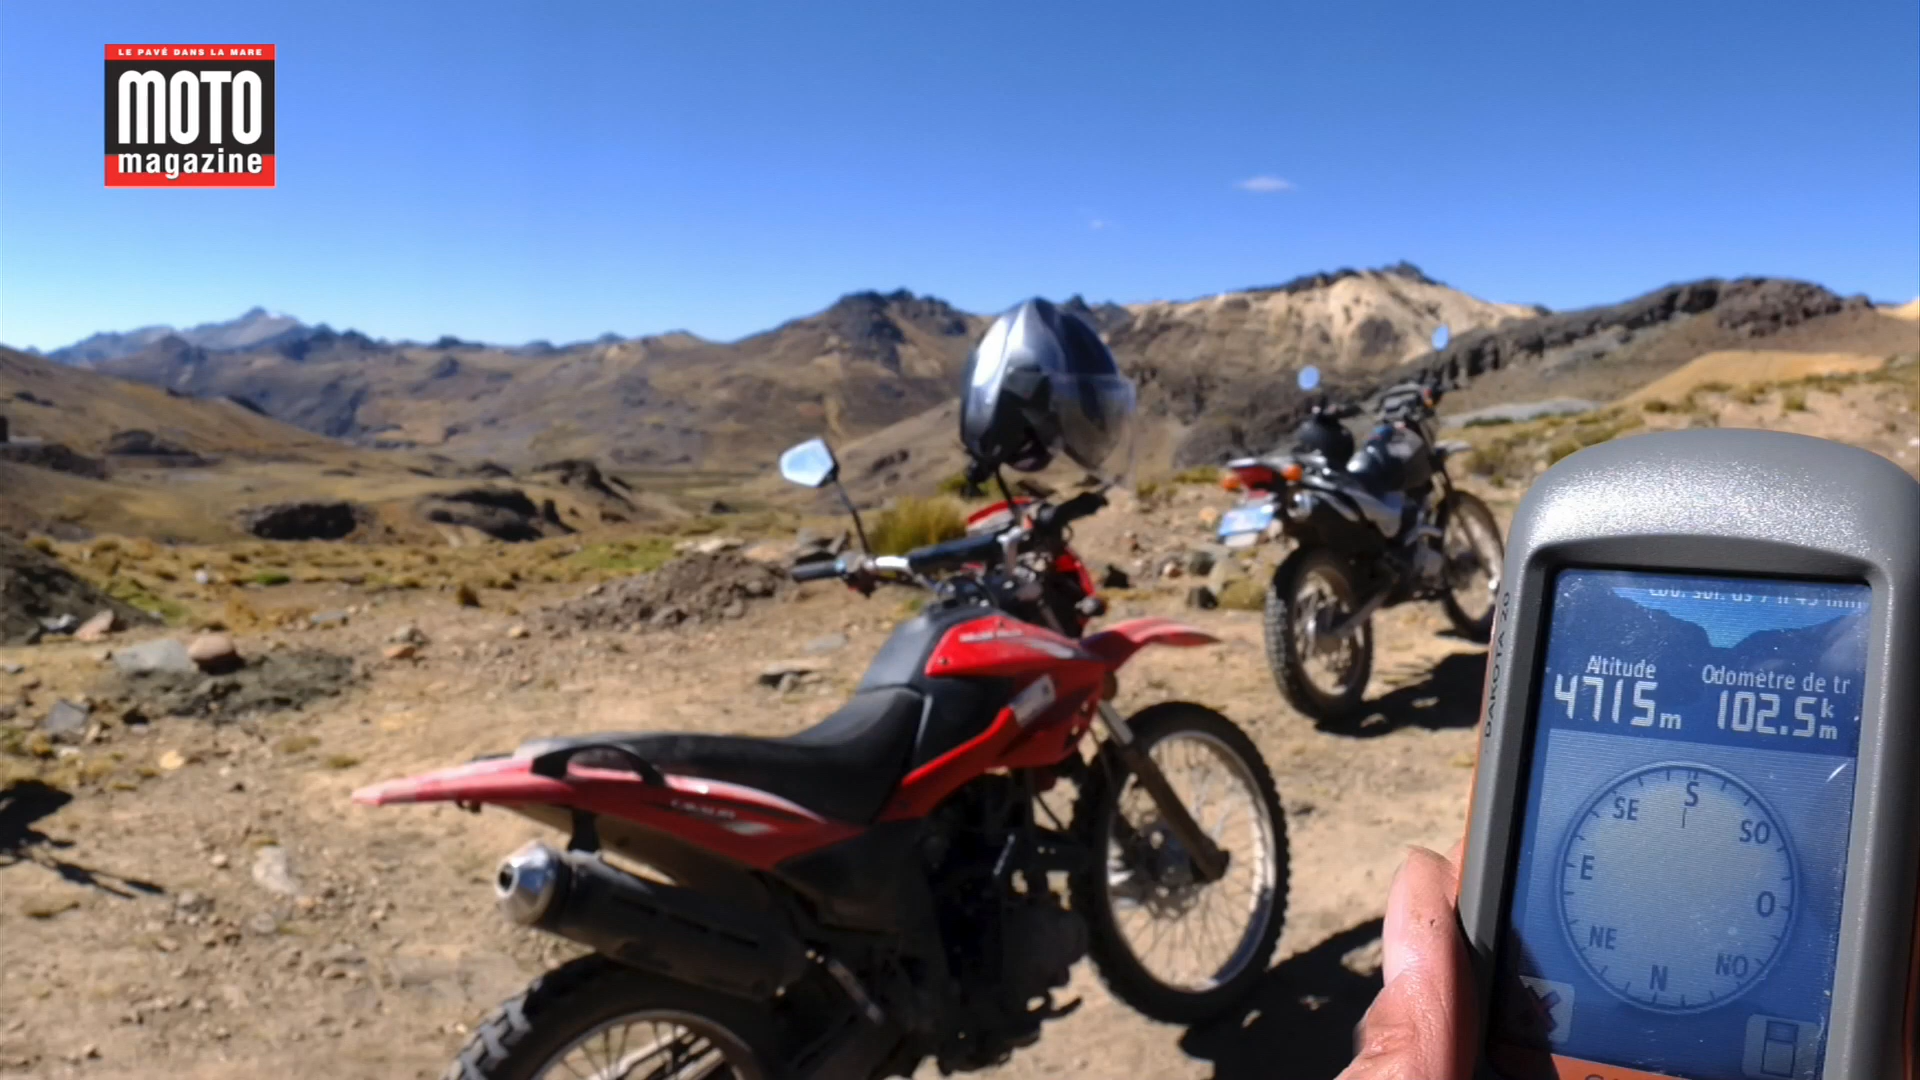 LE PAVÉ DANS LA MARE
MOTO
magazine
DAKOTA 20
Altitude
Odomètre de tr
4715m
102.5km
S
SE
SO
E
O
NE
NO
N